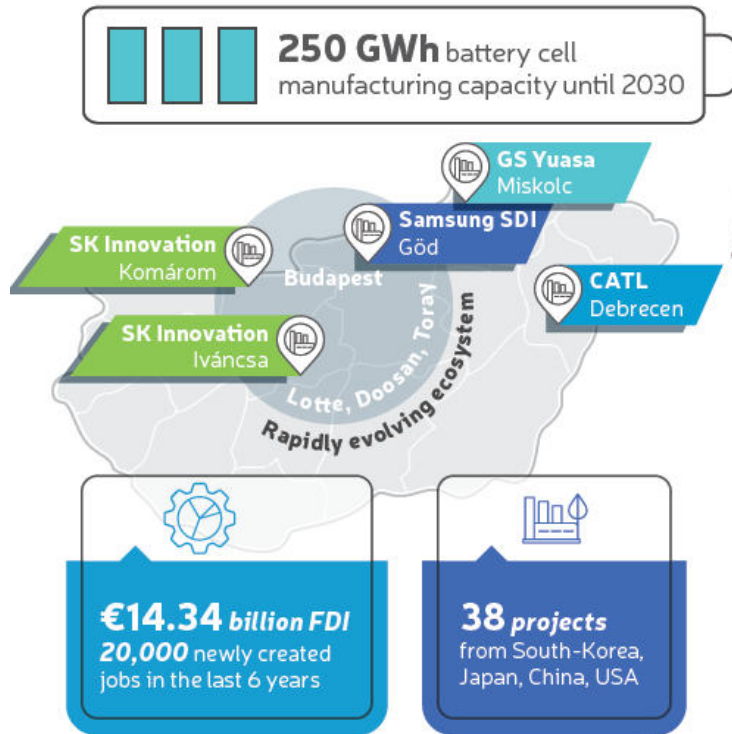 250 GWh battery cell
manufacturing capacity until 2030
GS Yuasa
Miskolc
Samsung SDI
Göd
SK Innovation
Komárom
Budapest
CATL
Debrecen
SK Innovation
Iváncsa
Lotte, Doosan, Toray
Rapidly evolving ecosystem
€14.34 billion FDI
20,000 newly created
jobs in the last 6 years
38 projects
from South-Korea,
Japan, China, USA